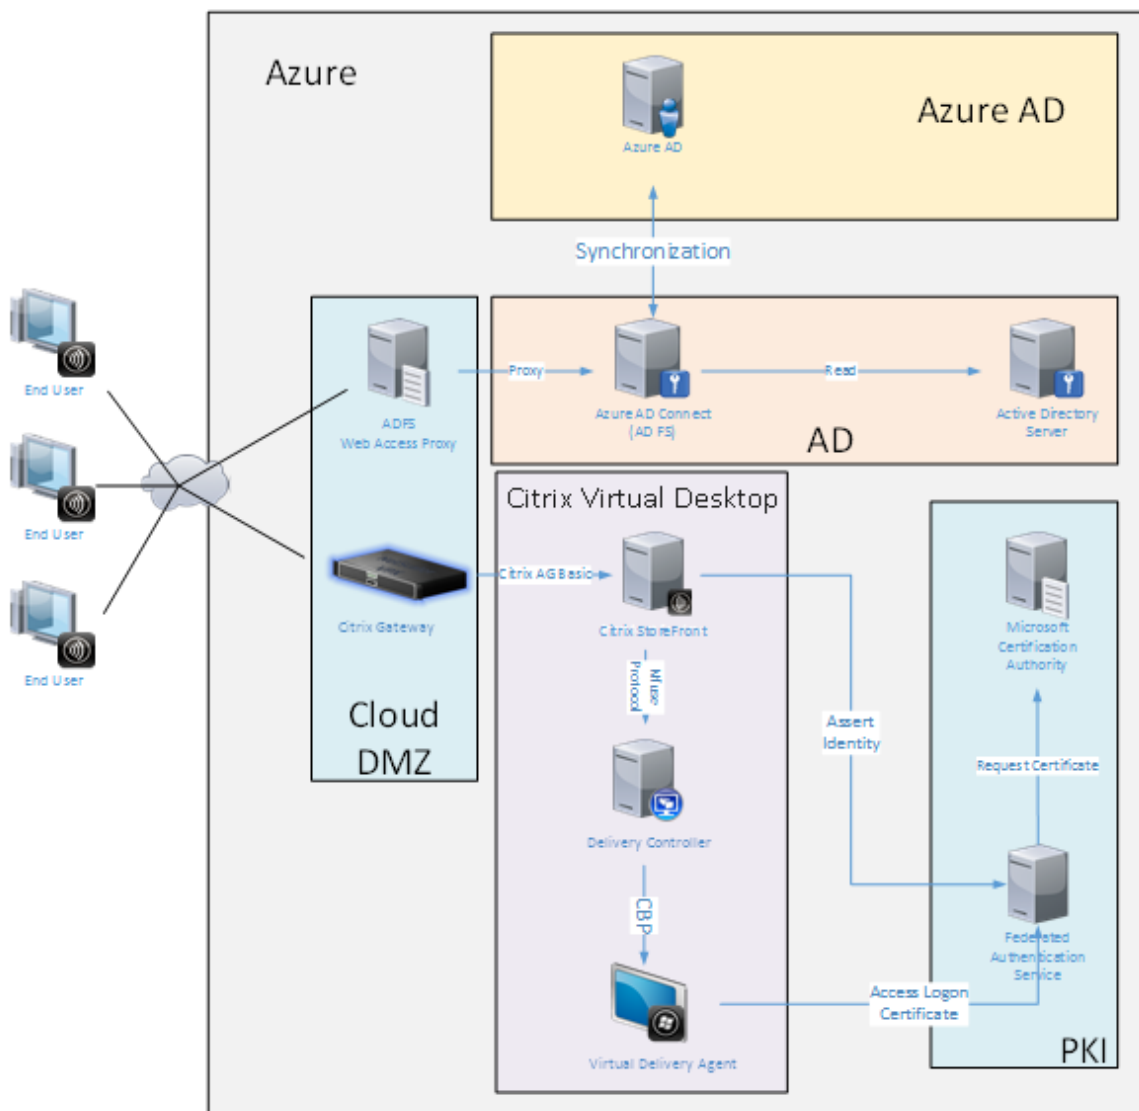 Azure
Azure AD
Azure AD
Synchronization
End User
End User
End User
ADFS
Web Access Proxy
Proxy
Azure AD Connect
(AD FS)
Read
Active Directory
Server
AD
Citrix Virtual Desktop
Citrix Gateway
Citrix AG Basic
Citrix StoreFront
Cloud
DMZ
Nfuse
Protocol
Delivery Controller
CBP
Virtual Delivery Agent
Assert
Identity
Microsoft
Certification
Authority
Request Certificate
Federated
Authentication
Service
Access Logon
Certificate
PKI